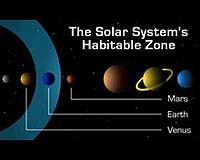 The Solar System's
Habitable Zone
Mars
Earth
Venus